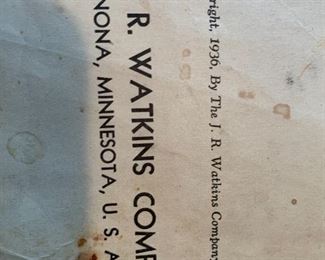 R. WATKINS COMP
NONA, MINNESOTA, U. S. A
right, 1936, By The J. R. Watkins Company